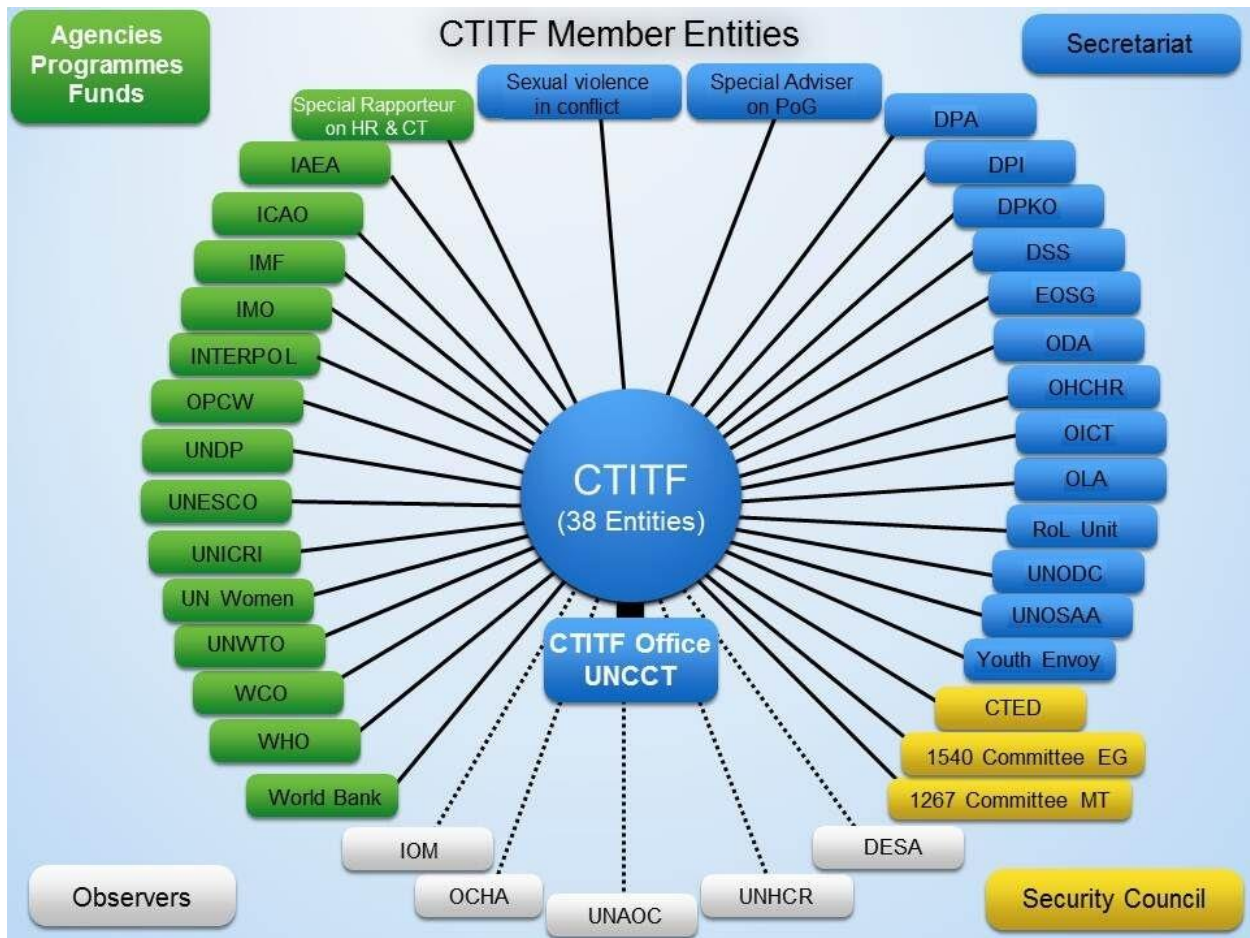 CTITF Member Entities
Agencies
Programmes
Funds
Secretariat
Special Rapporteur
on HR & CT
Sexual violence
in conflict
Special Adviser
on PoG
IAEA
ICAO
IMF
IMO
INTERPOL
OPCW
UNDP
UNESCO
UNICRI
UN Women
UNWTO
WCO
WHO
World Bank
DPA
DPI
DPKO
DSS
EOSG
ODA
OHCHR
OICT
OLA
RoL Unit
UNODC
UNOSAA
Youth Envoy
CTED
1540 Committee EG
1267 Committee MT
CTITF
(38 Entities)
CTITF Office
UNCCT
IOM
OCHA
UNAOC
UNHCR
DESA
Observers
Security Council